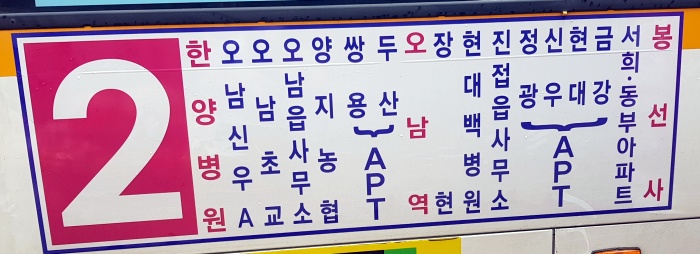 2
한양병원
오남신우A
오남초교
오남읍사무소
양지농협
쌍용
두산
APT
오남역
장현
현대백병원
진접읍사무소
정광
신우
현대
금강
APT
서희·동부아파트
봉선사